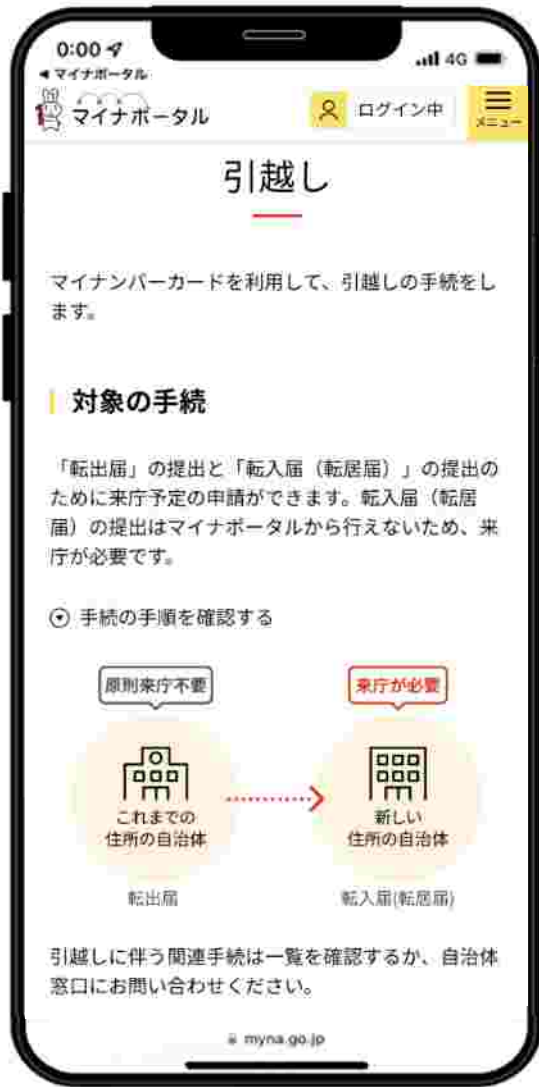 0:00
4G
◀ マイナポータル
マイナポータル
ログイン中
メニュー
引越し
マイナンバーカードを利用して、引越しの手続をし
ます。
対象の手続
「転出届」の提出と「転入届（転居届）」の提出の
ために来庁予定の申請ができます。転入届（転居
届）の提出はマイナポータルから行えないため、来
庁が必要です。
手続の手順を確認する
原則来庁不要
来庁が必要
これまでの
住所の自治体
新しい
住所の自治体
転出届
転入届(転居届)
引越しに伴う関連手続は一覧を確認するか、自治体
窓口にお問い合わせください。
myna.go.jp